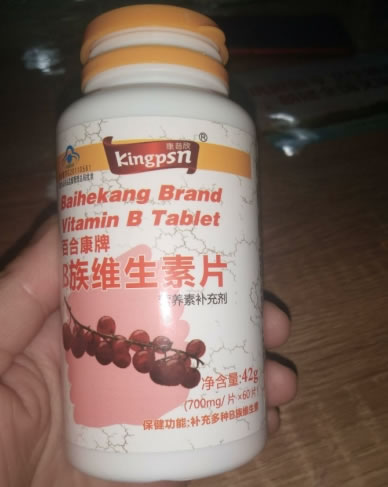 康普欣
Kingpsn®
Baihekang Brand
Vitamin B Tablet
百合康牌
B族维生素片
营养素补充剂
净含量:42g
(700mg/片×60片)
保健功能:补充多种B族维生素